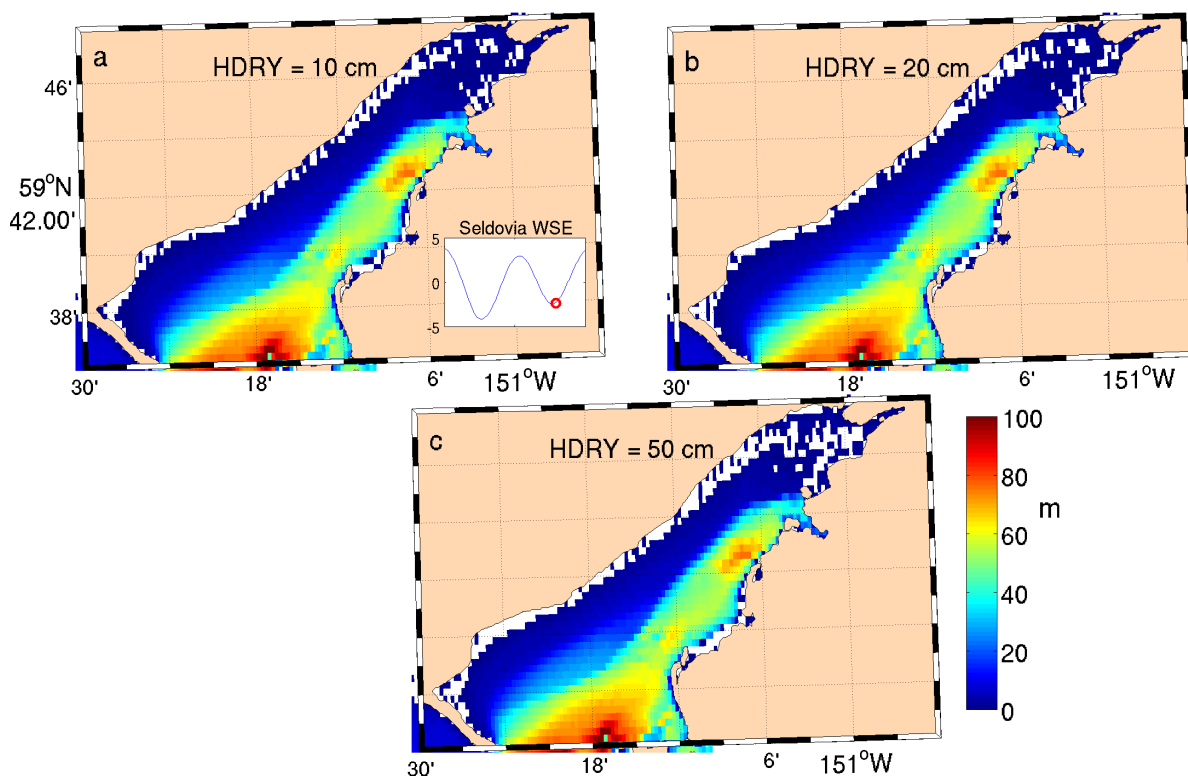 a
HDRY = 10 cm
46'
59°N
42.00'
38'
30'
18'
6'
151°W
Seldovia WSE
5
0
-5
b
HDRY = 20 cm
30'
18'
6'
151°W
c
HDRY = 50 cm
30'
18'
6'
151°W
100
80
60
40
20
0
m